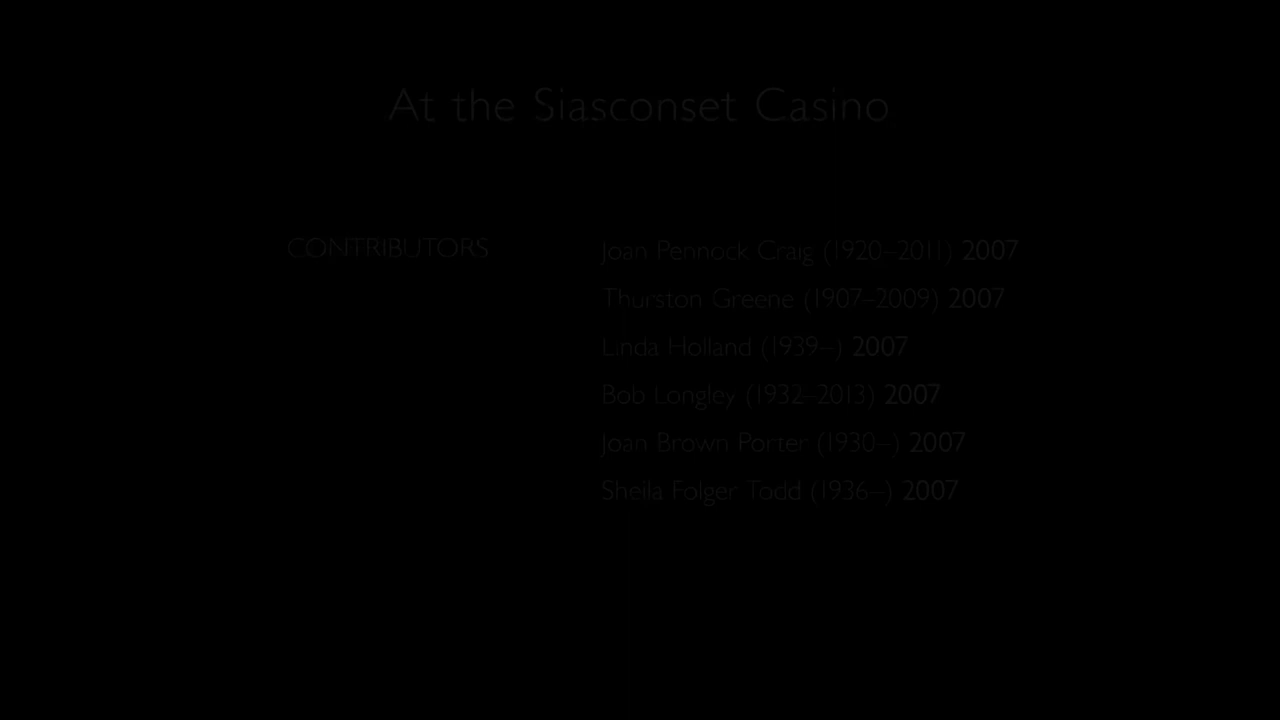 At the Siasconset Casino
CONTRIBUTORS
Joan Pennock Craig (1920–2011) 2007
Thurston Greene (1907–2009) 2007
Linda Holland (1939–) 2007
Bob Longley (1932–2013) 2007
Joan Brown Porter (1930–) 2007
Sheila Folger Todd (1936–) 2007